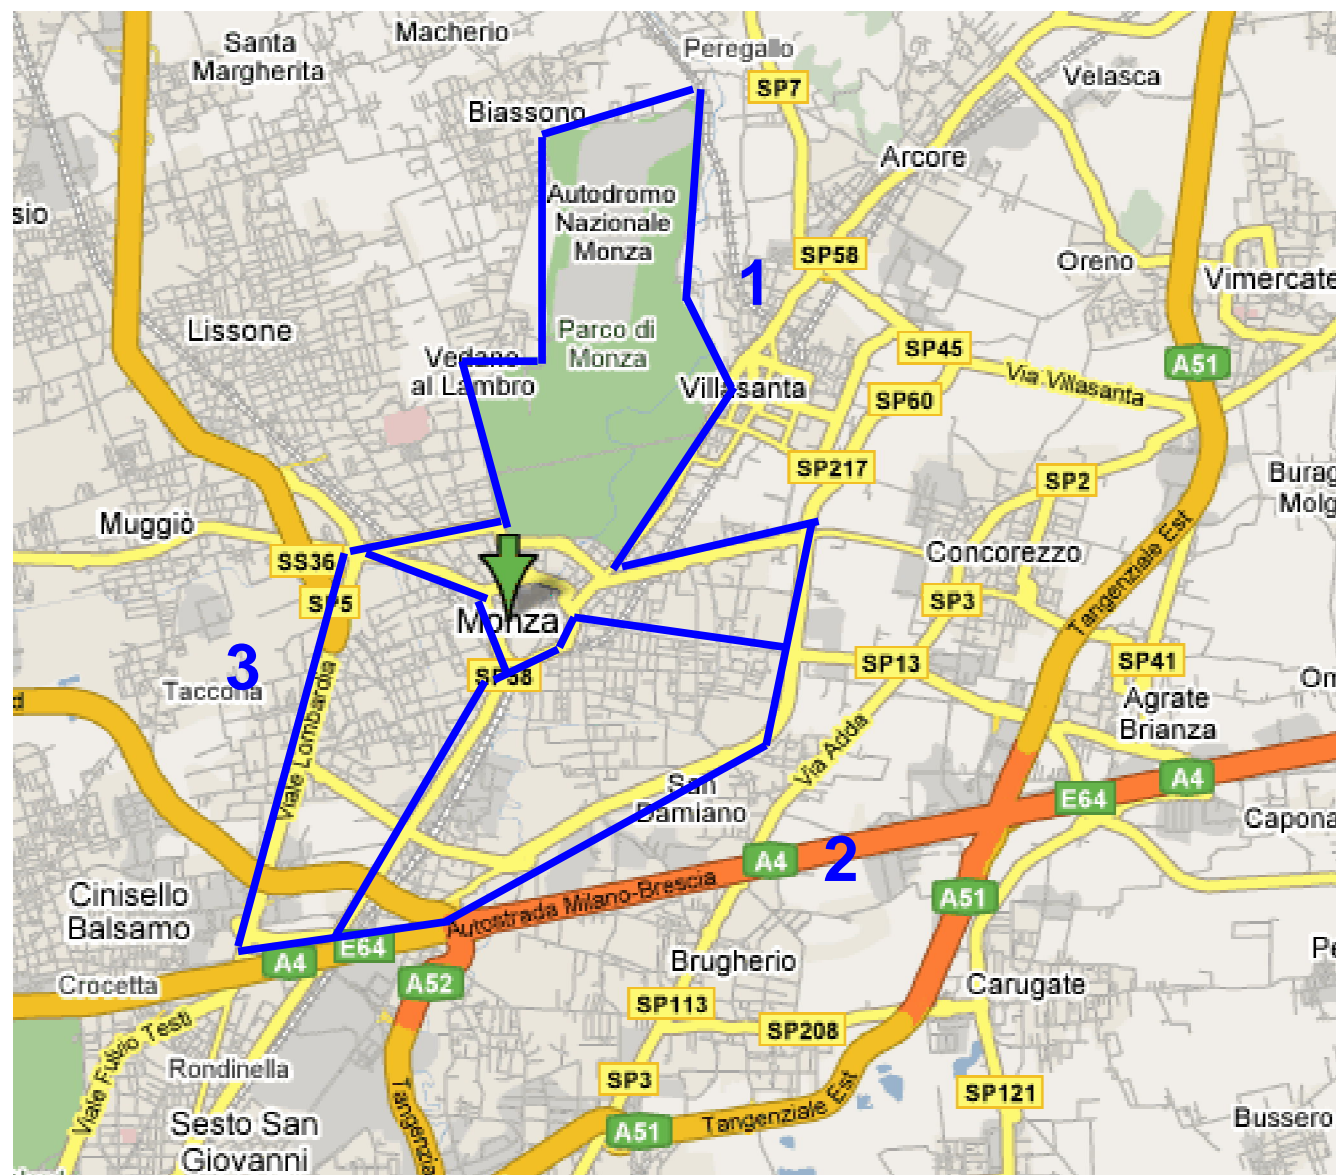 Macherio
Santa
Margherita
Peregallo
Velasca
SP7
Biassono
Arcore
Autodromo
Nazionale
Monza
sio
SP58
Oreno
1
Vimercate
Lissone
Parco di
Monza
SP45
Vedano
al Lambro
A51
Via Villasanta
Villasanta
SP60
SP217
SP2
Burag
Molg
Muggiò
Concorezzo
SS36
Tangenziale Est
SP5
SP3
Monza
3
SP58
SP13
SP41
Taccona
Om
Agrate
Brianza
d
Viale Lombardia
Via Adda
San
Damiano
A4
E64
Capona
2
A4
Autostrada Milano-Brescia
Cinisello
Balsamo
A51
E64
A4
Brugherio
Pe
Crocetta
A52
Carugate
SP113
SP208
Viale Fulvio Testi
Rondinella
SP3
SP121
Tangenziale Est
Tangenzia
Sesto San
Giovanni
A51
Bussero